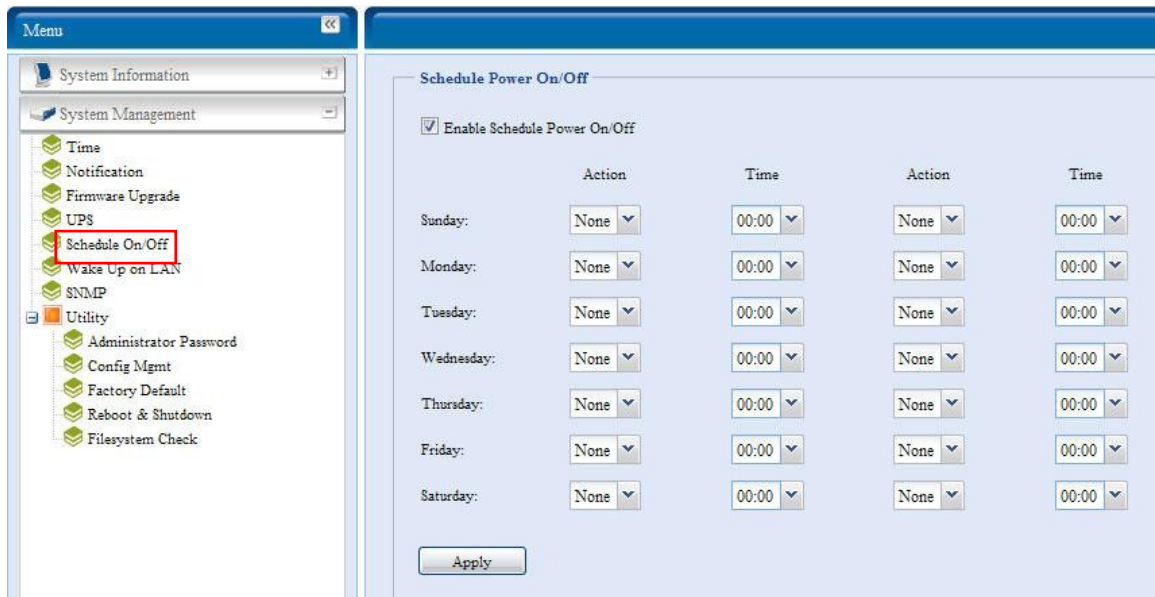 Menu
System Information
System Management
Time
Notification
Firmware Upgrade
UPS
Schedule On/Off
Wake Up on LAN
SNMP
Utility
Administrator Password
Config Mgmt
Factory Default
Reboot & Shutdown
Filesystem Check
Schedule Power On/Off
Enable Schedule Power On/Off
Action Time Action Time
Sunday: None 00:00 None 00:00
Monday: None 00:00 None 00:00
Tuesday: None 00:00 None 00:00
Wednesday: None 00:00 None 00:00
Thursday: None 00:00 None 00:00
Friday: None 00:00 None 00:00
Saturday: None 00:00 None 00:00
Apply